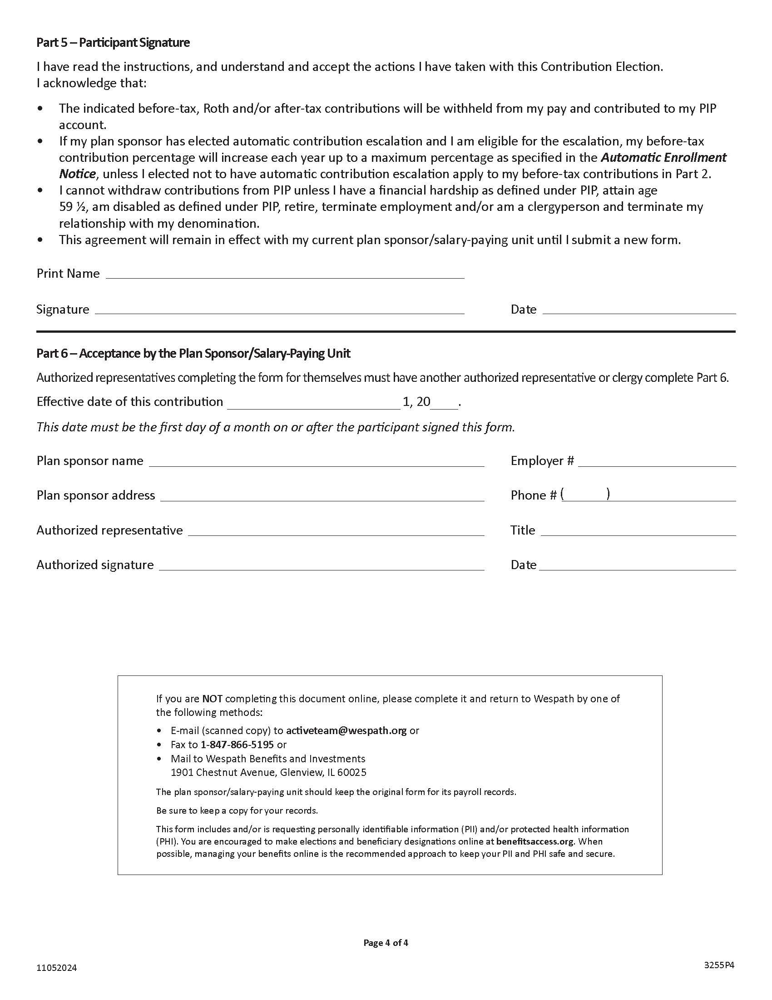 Part 5 – Participant Signature
I have read the instructions, and understand and accept the actions I have taken with this Contribution Election.
I acknowledge that:
• The indicated before-tax, Roth and/or after-tax contributions will be withheld from my pay and contributed to my PIP
account.
• If my plan sponsor has elected automatic contribution escalation and I am eligible for the escalation, my before-tax
contribution percentage will increase each year up to a maximum percentage as specified in the Automatic Enrollment
Notice, unless I elected not to have automatic contribution escalation apply to my before-tax contributions in Part 2.
• I cannot withdraw contributions from PIP unless I have a financial hardship as defined under PIP, attain age
59 ½, am disabled as defined under PIP, retire, terminate employment and/or am a clergyperson and terminate my
relationship with my denomination.
• This agreement will remain in effect with my current plan sponsor/salary-paying unit until I submit a new form.
Print Name
Signature Date
Part 6 – Acceptance by the Plan Sponsor/Salary-Paying Unit
Authorized representatives completing the form for themselves must have another authorized representative or clergy complete Part 6.
Effective date of this contribution ____ 1, 20____.
This date must be the first day of a month on or after the participant signed this form.
Plan sponsor name Employer #
Plan sponsor address Phone # ( )
Authorized representative Title
Authorized signature Date
If you are NOT completing this document online, please complete it and return to Wespath by one of
the following methods:
• E-mail (scanned copy) to activeteam@wespath.org or
• Fax to 1-847-866-5195 or
• Mail to Wespath Benefits and Investments
1901 Chestnut Avenue, Glenview, IL 60025
The plan sponsor/salary-paying unit should keep the original form for its payroll records.
Be sure to keep a copy for your records.
This form includes and/or is requesting personally identifiable information (PII) and/or protected health information
(PHI). You are encouraged to make elections and beneficiary designations online at benefitsaccess.org. When
possible, managing your benefits online is the recommended approach to keep your PII and PHI safe and secure.
Page 4 of 4
11052024 3255P4